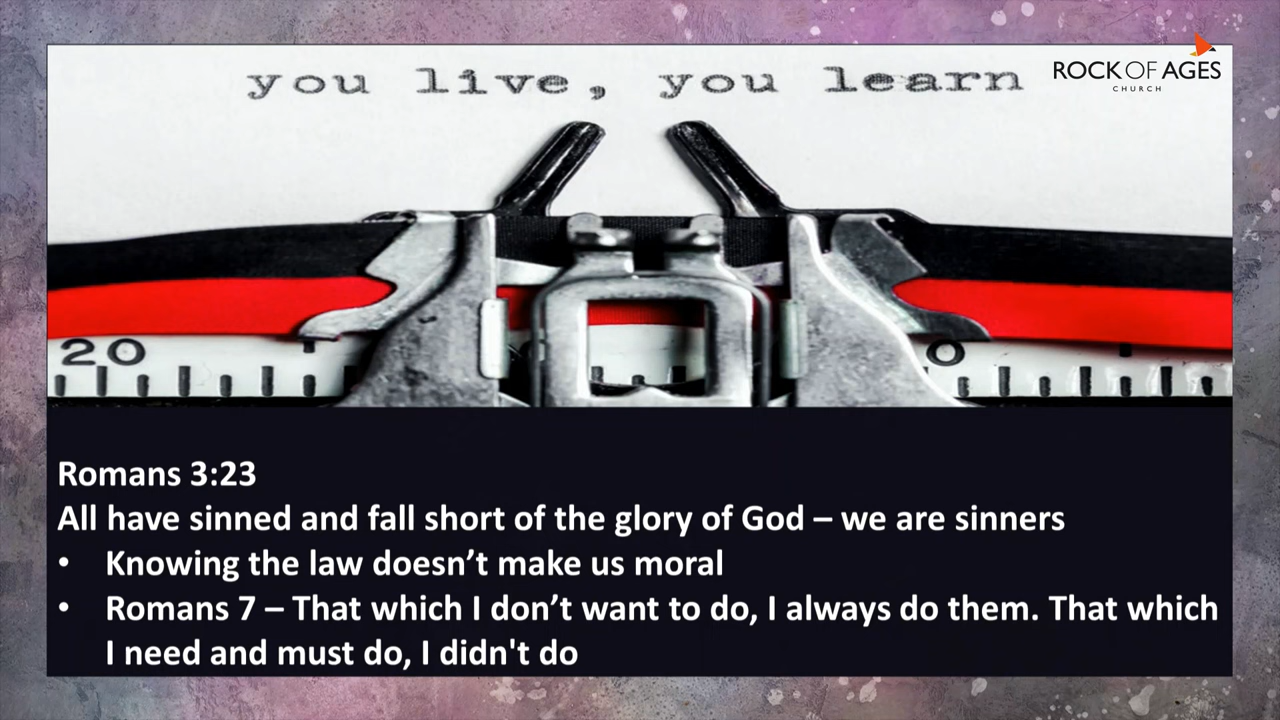 you live, you learn
ROCK OF AGES
CHURCH
20
0
Romans 3:23
All have sinned and fall short of the glory of God – we are sinners
• Knowing the law doesn’t make us moral
• Romans 7 – That which I don’t want to do, I always do them. That which
I need and must do, I didn't do